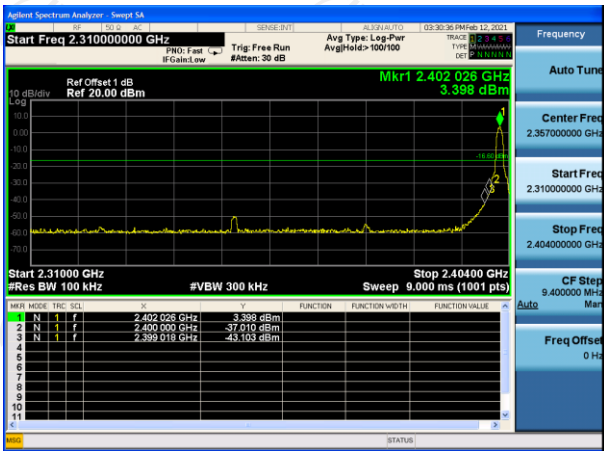 Agilent Spectrum Analyzer - Swept SA
RF 50 Ω AC SENSE:INT ALIGN AUTO 03:30:36 PM Feb 12, 2021
Start Freq 2.310000000 GHz
PNO: Fast
IFGain:Low
Trig: Free Run
#Atten: 30 dB
Avg Type: Log-Pwr
Avg|Hold:>100/100
TRACE 1 2 3 4 5 6
TYPE M
DET P N N N N N
Ref Offset 1 dB
10 dB/div Ref 20.00 dBm
Log
Mkr1 2.402 026 GHz
3.398 dBm
10.0
0.00
-10.0
-20.0
-30.0
-40.0
-50.0
-60.0
-70.0
1
-16.60 dBm
2
3
Start 2.31000 GHz Stop 2.40400 GHz
#Res BW 100 kHz #VBW 300 kHz Sweep 9.000 ms (1001 pts)
MKR MODE TRC SCL X Y FUNCTION FUNCTION WIDTH FUNCTION VALUE
1 N 1 f 2.402 026 GHz 3.398 dBm
2 N 1 f 2.400 000 GHz -37.010 dBm
3 N 1 f 2.399 018 GHz -43.103 dBm
4
5
6
7
8
9
10
11
MSG STATUS
Frequency
Auto Tune
Center Freq
2.357000000 GHz
Start Freq
2.310000000 GHz
Stop Freq
2.404000000 GHz
CF Step
9.400000 MHz
Auto Man
Freq Offset
0 Hz